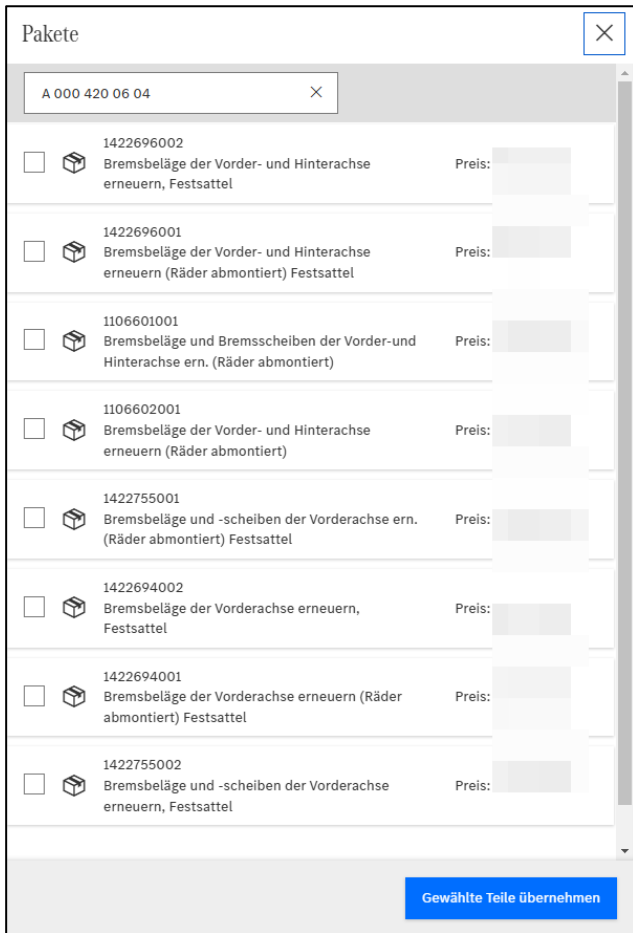 Pakete
A 000 420 06 04
1422696002
Bremsbeläge der Vorder- und Hinterachse
erneuern, Festsattel
Preis:
1422696001
Bremsbeläge der Vorder- und Hinterachse
erneuern (Räder abmontiert) Festsattel
Preis:
1106601001
Bremsbeläge und Bremsscheiben der Vorder-und
Hinterachse ern. (Räder abmontiert)
Preis:
1106602001
Bremsbeläge der Vorder- und Hinterachse
erneuern (Räder abmontiert)
Preis:
1422755001
Bremsbeläge und -scheiben der Vorderachse ern.
(Räder abmontiert) Festsattel
Preis:
1422694002
Bremsbeläge der Vorderachse erneuern,
Festsattel
Preis:
1422694001
Bremsbeläge der Vorderachse erneuern (Räder
abmontiert) Festsattel
Preis:
1422755002
Bremsbeläge und -scheiben der Vorderachse
erneuern, Festsattel
Preis:
Gewählte Teile übernehmen